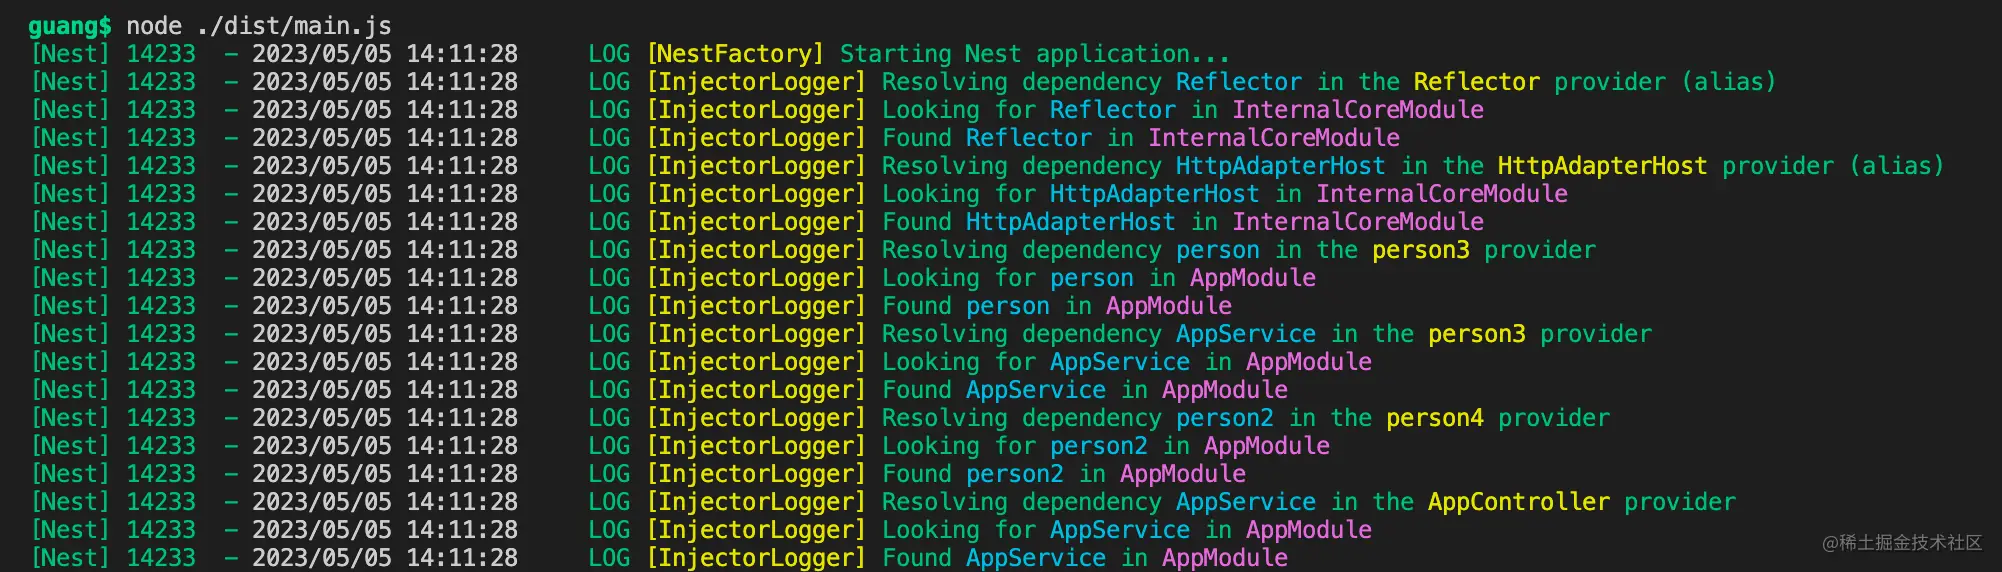 guang$ node ./dist/main.js
[Nest] 14233  - 2023/05/05 14:11:28     LOG [NestFactory] Starting Nest application...
[Nest] 14233  - 2023/05/05 14:11:28     LOG [InjectorLogger] Resolving dependency Reflector in the Reflector provider (alias)
[Nest] 14233  - 2023/05/05 14:11:28     LOG [InjectorLogger] Looking for Reflector in InternalCoreModule
[Nest] 14233  - 2023/05/05 14:11:28     LOG [InjectorLogger] Found Reflector in InternalCoreModule
[Nest] 14233  - 2023/05/05 14:11:28     LOG [InjectorLogger] Resolving dependency HttpAdapterHost in the HttpAdapterHost provider (alias)
[Nest] 14233  - 2023/05/05 14:11:28     LOG [InjectorLogger] Looking for HttpAdapterHost in InternalCoreModule
[Nest] 14233  - 2023/05/05 14:11:28     LOG [InjectorLogger] Found HttpAdapterHost in InternalCoreModule
[Nest] 14233  - 2023/05/05 14:11:28     LOG [InjectorLogger] Resolving dependency person in the person3 provider
[Nest] 14233  - 2023/05/05 14:11:28     LOG [InjectorLogger] Looking for person in AppModule
[Nest] 14233  - 2023/05/05 14:11:28     LOG [InjectorLogger] Found person in AppModule
[Nest] 14233  - 2023/05/05 14:11:28     LOG [InjectorLogger] Resolving dependency AppService in the person3 provider
[Nest] 14233  - 2023/05/05 14:11:28     LOG [InjectorLogger] Looking for AppService in AppModule
[Nest] 14233  - 2023/05/05 14:11:28     LOG [InjectorLogger] Found AppService in AppModule
[Nest] 14233  - 2023/05/05 14:11:28     LOG [InjectorLogger] Resolving dependency person2 in the person4 provider
[Nest] 14233  - 2023/05/05 14:11:28     LOG [InjectorLogger] Looking for person2 in AppModule
[Nest] 14233  - 2023/05/05 14:11:28     LOG [InjectorLogger] Found person2 in AppModule
[Nest] 14233  - 2023/05/05 14:11:28     LOG [InjectorLogger] Resolving dependency AppService in the AppController provider
[Nest] 14233  - 2023/05/05 14:11:28     LOG [InjectorLogger] Looking for AppService in AppModule
[Nest] 14233  - 2023/05/05 14:11:28     LOG [InjectorLogger] Found AppService in AppModule
@稀土掘金技术社区